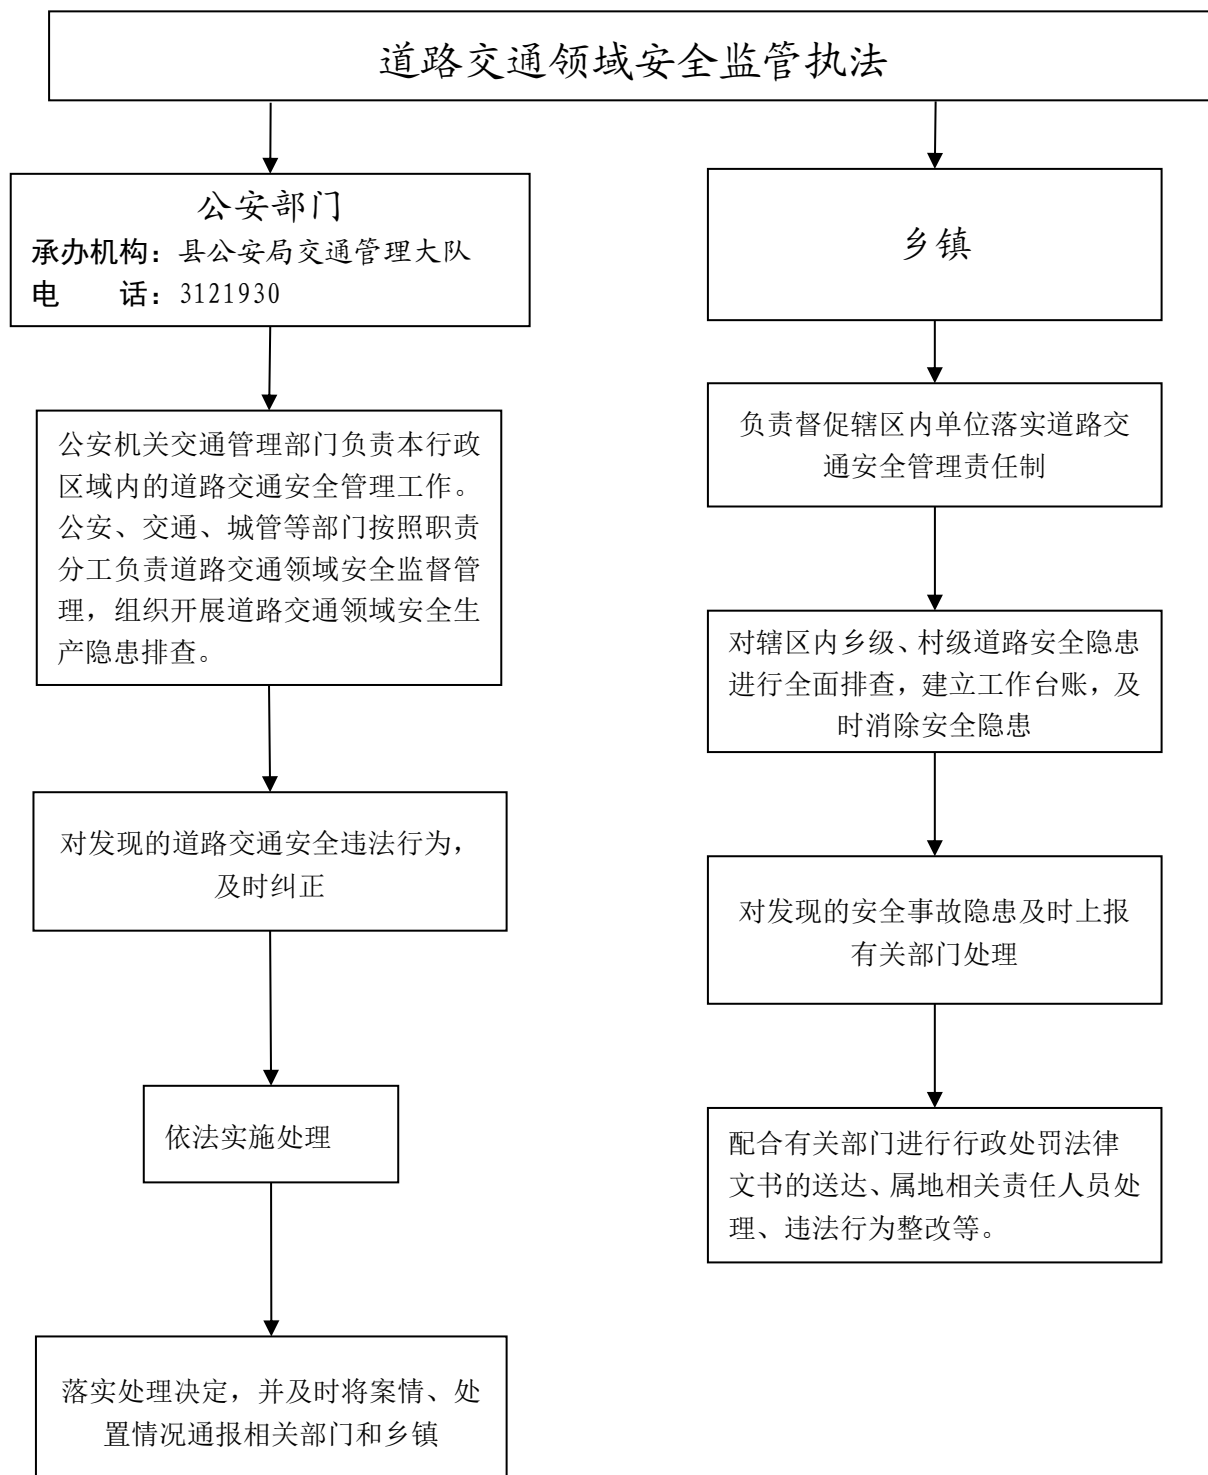 道路交通领域安全监管执法
公安部门
承办机构：县公安局交通管理大队
电　　话：3121930
公安机关交通管理部门负责本行政
区域内的道路交通安全管理工作。
公安、交通、城管等部门按照职责
分工负责道路交通领域安全监督管
理，组织开展道路交通领域安全生
产隐患排查。
对发现的道路交通安全违法行为，
及时纠正
依法实施处理
落实处理决定，并及时将案情、处
置情况通报相关部门和乡镇
乡镇
负责督促辖区内单位落实道路交
通安全管理责任制
对辖区内乡级、村级道路安全隐患
进行全面排查，建立工作台账，及
时消除安全隐患
对发现的安全事故隐患及时上报
有关部门处理
配合有关部门进行行政处罚法律
文书的送达、属地相关责任人员处
理、违法行为整改等。